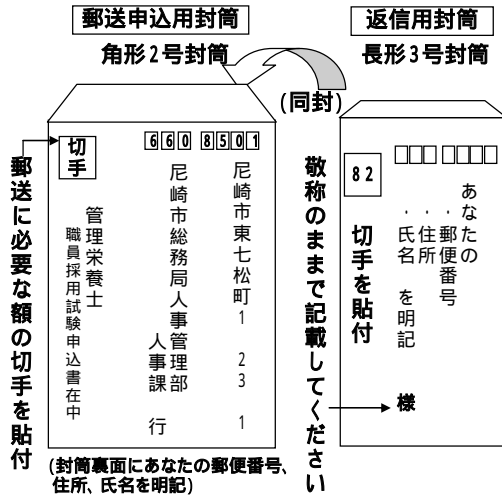 郵送申込用封筒
角形2号封筒
返信用封筒
長形3号封筒
(同封)
郵送に必要な額の切手を貼付
切手
660 8501
尼崎市東七松町1 23 1
尼崎市総務局人事管理部
人事課 行
管理栄養士
職員採用試験申込書在中
(封筒裏面にあなたの郵便番号、
住所、氏名を明記)
敬称のままで記載してください
82
切手を貼付
あなたの
・郵便番号
・住所
・氏名 を明記
様